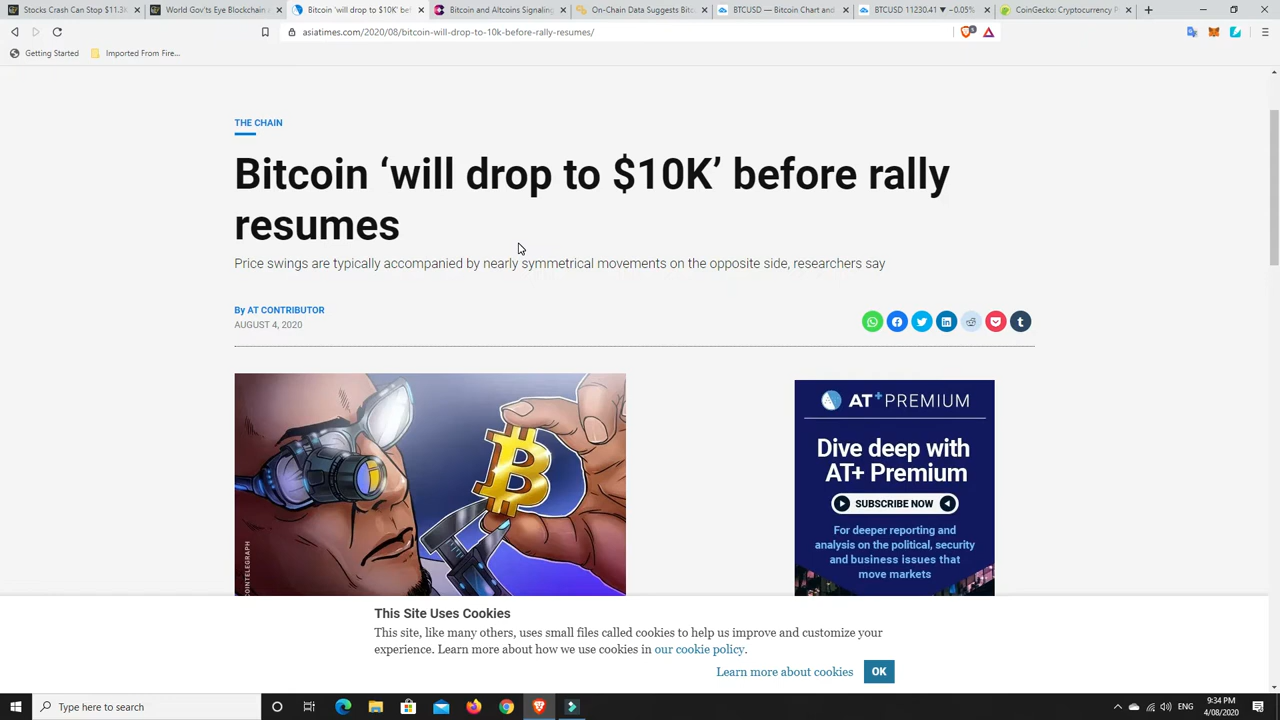 Stocks Crash Can Stop $11.3K
World Gov'ts Eye Blockchain
Bitcoin 'will drop to $10K' bef
Bitcoin and Altcoins Signaling
On-Chain Data Suggests Bitc
BTCUSD — Bitcoin Chart and
BTCUSD 11230.41 ▼ −0.05%
CoinGecko: Cryptocurrency P
asiatimes.com/2020/08/bitcoin-will-drop-to-10k-before-rally-resumes/
Getting Started
Imported From Fire...
THE CHAIN
Bitcoin ‘will drop to $10K’ before rally
resumes
Price swings are typically accompanied by nearly symmetrical movements on the opposite side, researchers say
By AT CONTRIBUTOR
AUGUST 4, 2020
COINTELEGRAPH
AT+ PREMIUM
Dive deep with
AT+ Premium
SUBSCRIBE NOW
For deeper reporting and
analysis on the political, security
and business issues that
move markets
This Site Uses Cookies
This site, like many others, uses small files called cookies to help us improve and customize your
experience. Learn more about how we use cookies in our cookie policy.
Learn more about cookies
OK
Type here to search
9:34 PM
4/08/2020